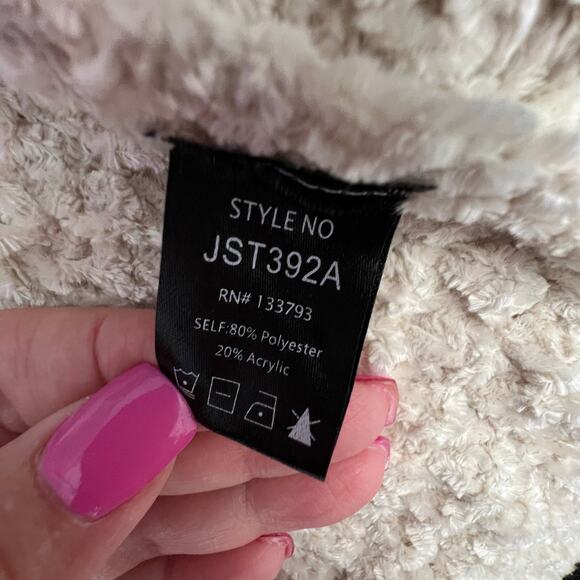 STYLE NO
JST392A
RN# 133793
SELF:80% Polyester
20% Acrylic